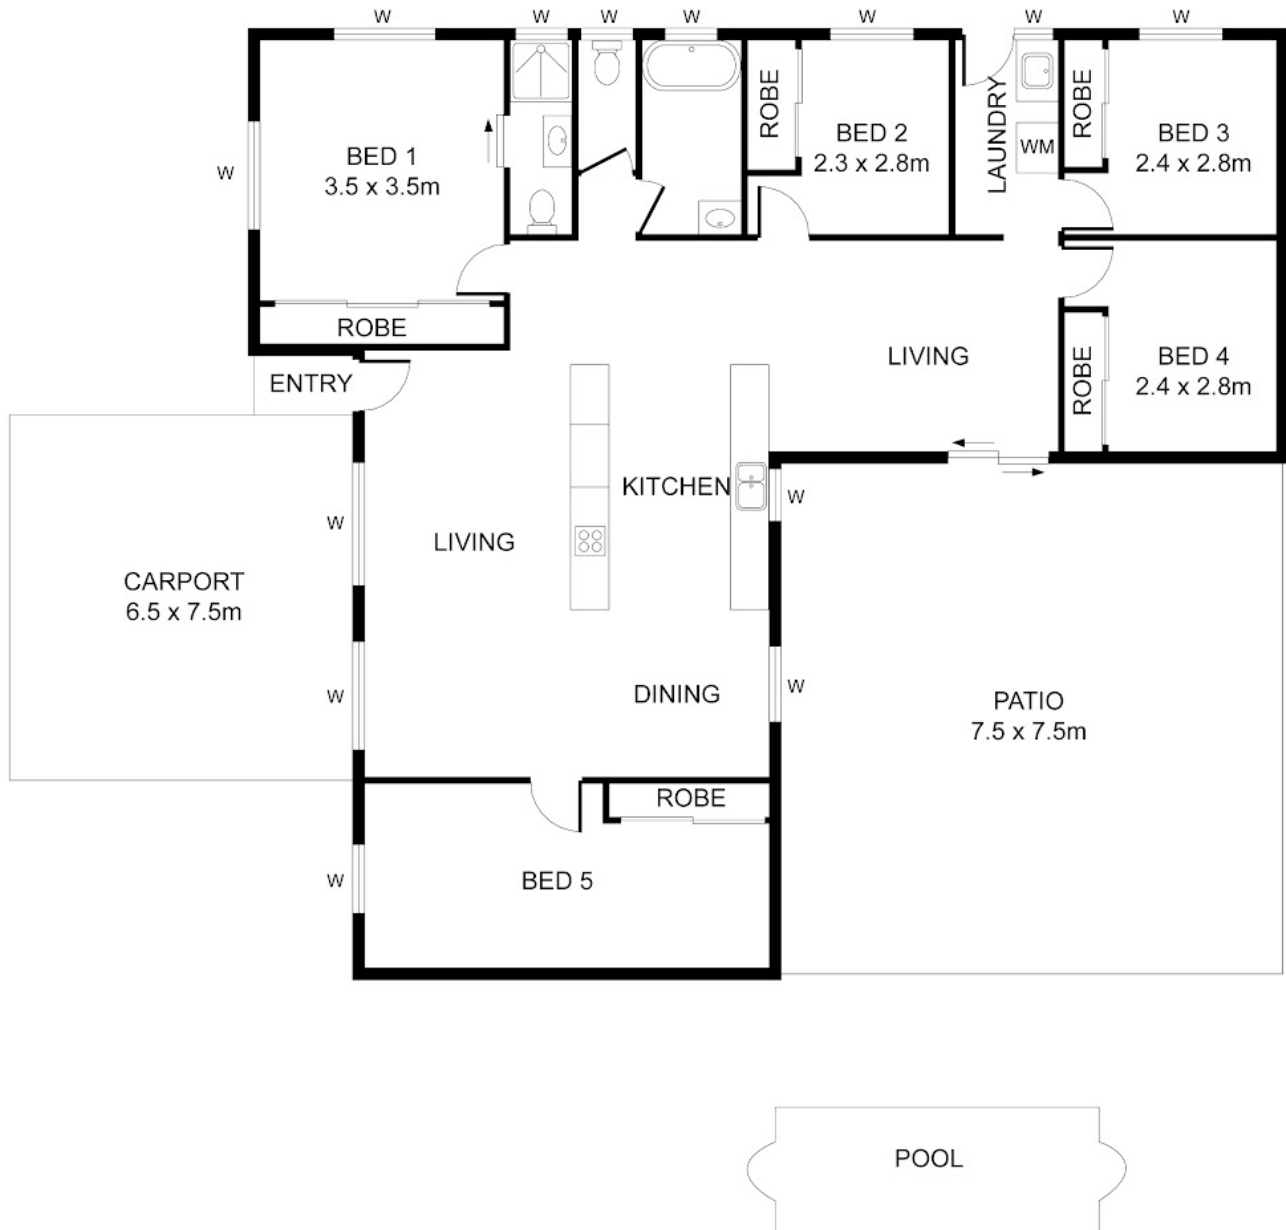 W
W
W
W
W
W
W
BED 1
3.5 x 3.5m
W
ROBE
BED 2
2.3 x 2.8m
LAUNDRY
WM
ROBE
BED 3
2.4 x 2.8m
ROBE
ENTRY
LIVING
ROBE
BED 4
2.4 x 2.8m
KITCHEN
W
W
LIVING
CARPORT
6.5 x 7.5m
W
DINING
W
PATIO
7.5 x 7.5m
ROBE
W
BED 5
POOL